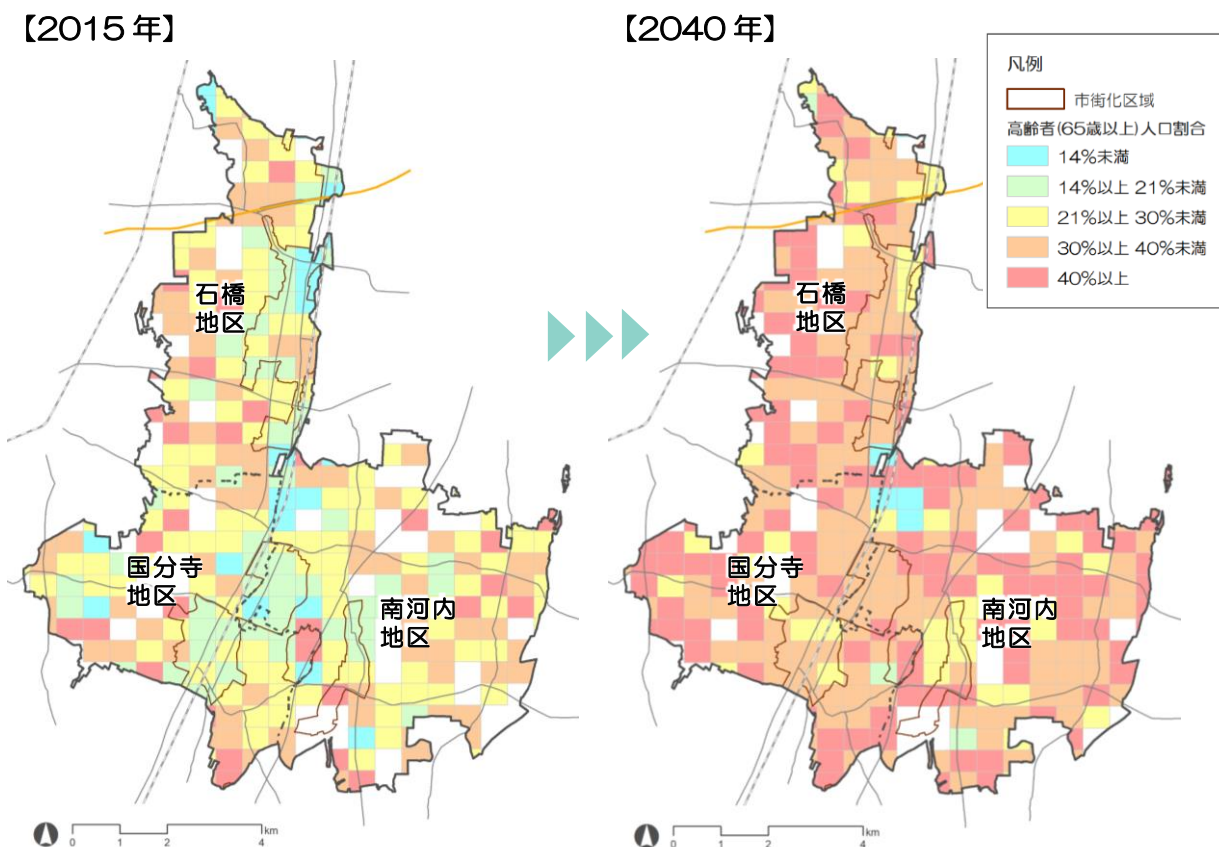 【2015年】
【2040年】
凡例
市街化区域
高齢者(65歳以上)人口割合
14%未満
14%以上 21%未満
21%以上 30%未満
30%以上 40%未満
40%以上
石橋
地区
国分寺
地区
南河内
地区
石橋
地区
国分寺
地区
南河内
地区
0 1 2 4 km
0 1 2 4 km